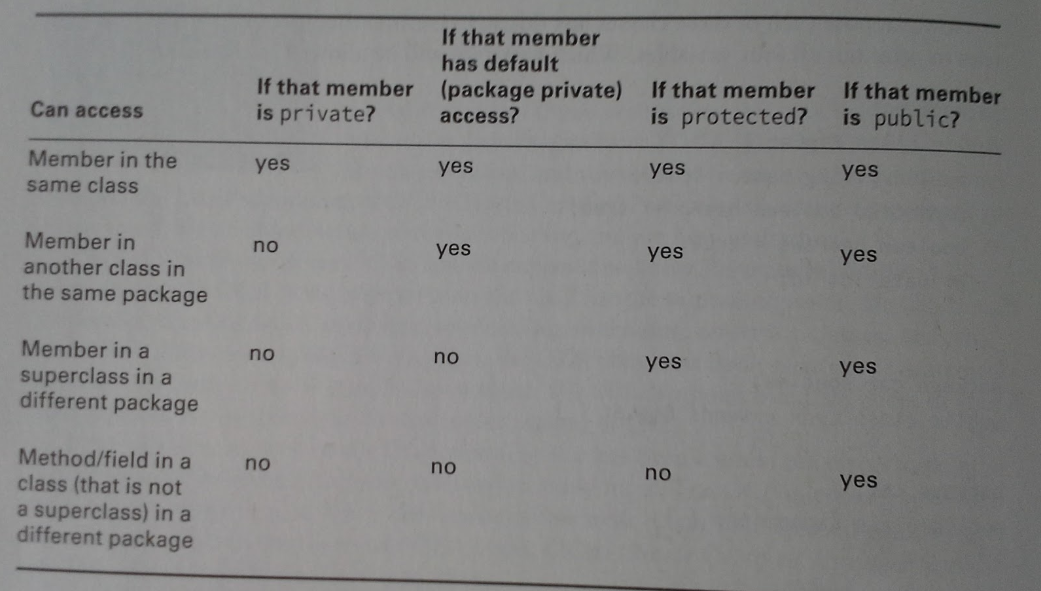 Can access
If that member
is private?
If that member
has default
(package private)
access?
If that member
is protected?
If that member
is public?
Member in the
same class
yes
yes
yes
yes
Member in
another class in
the same package
no
yes
yes
yes
Member in a
superclass in a
different package
no
no
yes
yes
Method/field in a
class (that is not
a superclass) in a
different package
no
no
no
yes